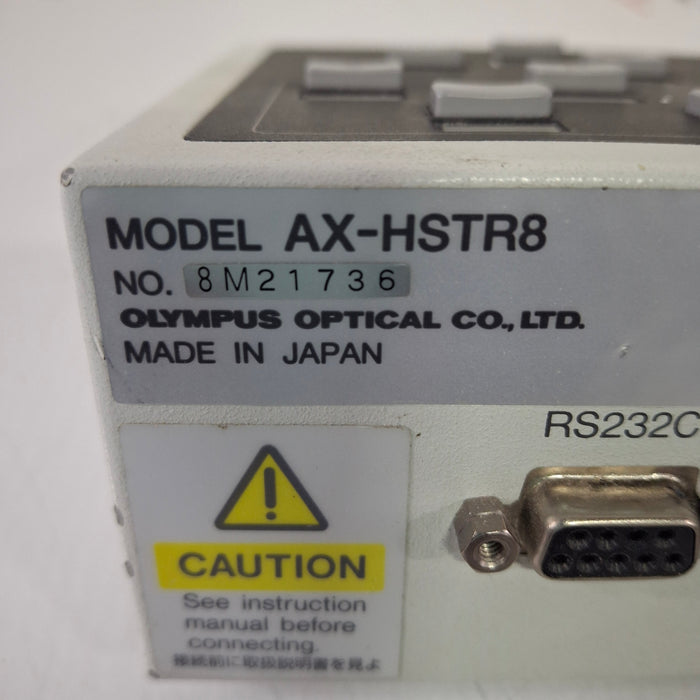 MODEL AX-HSTR8
NO. 8M21736
OLYMPUS OPTICAL CO., LTD.
MADE IN JAPAN
RS232C
CAUTION
See instruction
manual before
connecting.
接続前に取扱説明書を見よ